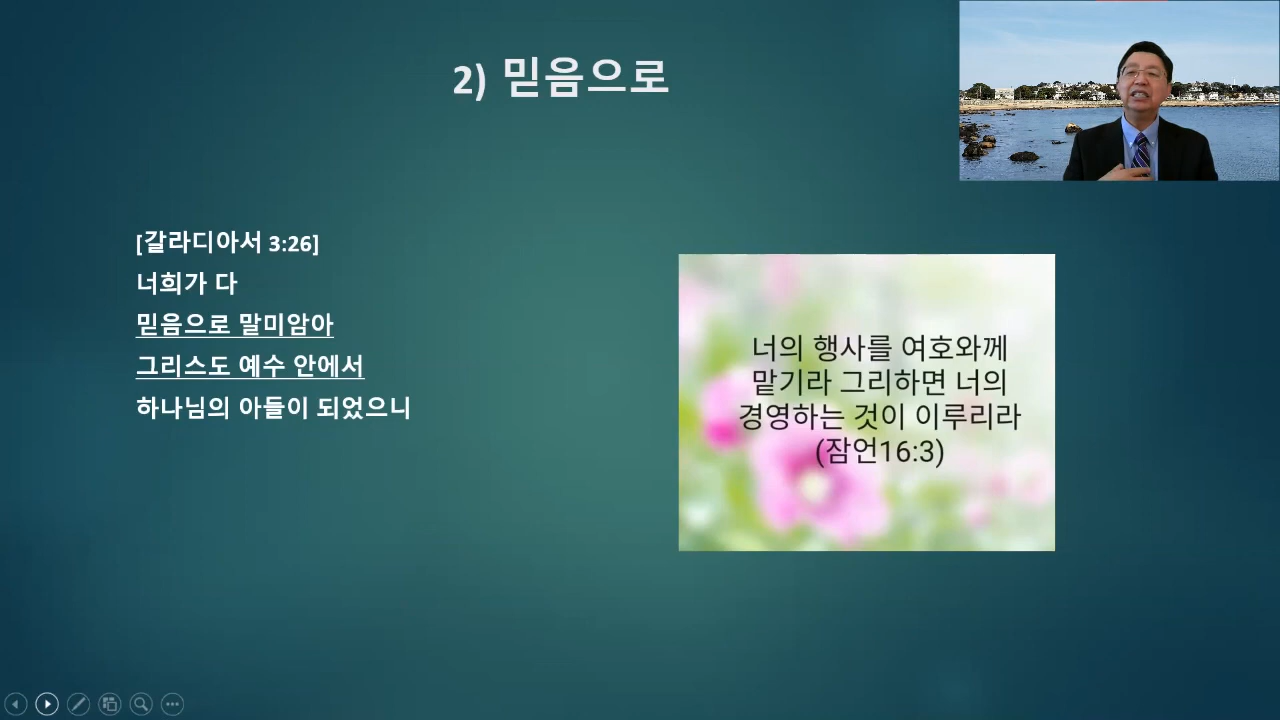 2) 믿음으로
[갈라디아서 3:26]
너희가 다
믿음으로 말미암아
그리스도 예수 안에서
하나님의 아들이 되었으니
너의 행사를 여호와께
맡기라 그리하면 너의
경영하는 것이 이루리라
(잠언16:3)